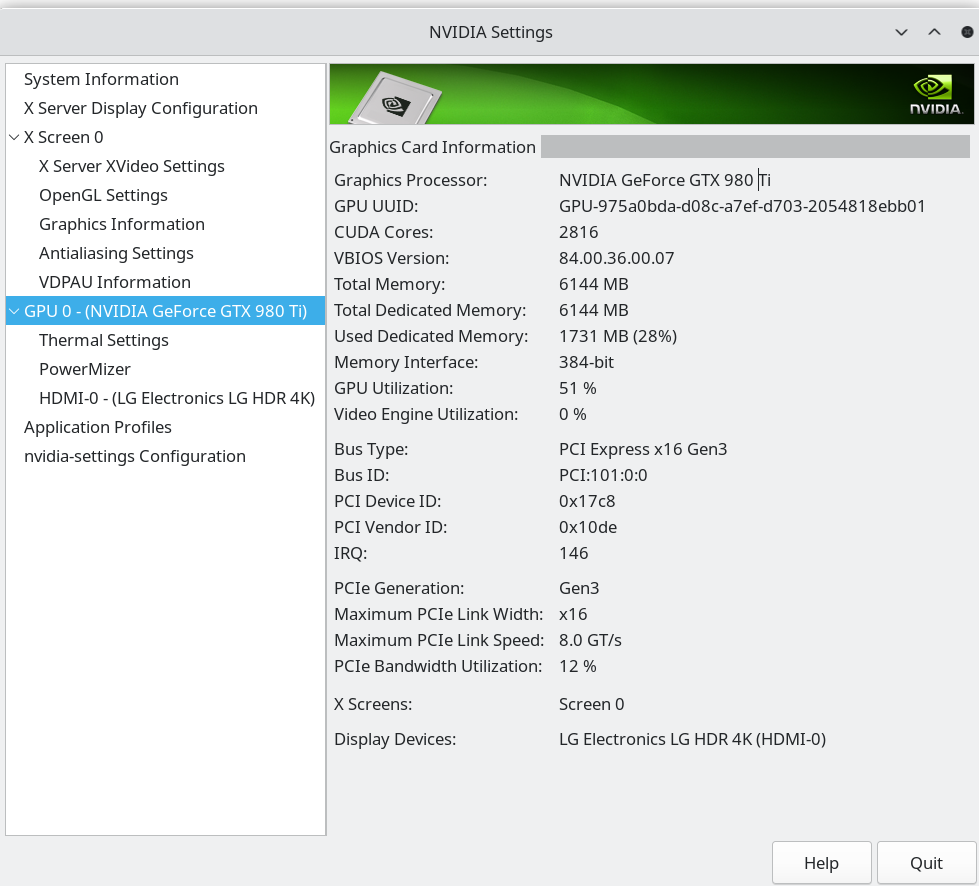 NVIDIA Settings
System Information
X Server Display Configuration
X Screen 0
X Server XVideo Settings
OpenGL Settings
Graphics Information
Antialiasing Settings
VDPAU Information
GPU 0 - (NVIDIA GeForce GTX 980 Ti)
Thermal Settings
PowerMizer
HDMI-0 - (LG Electronics LG HDR 4K)
Application Profiles
nvidia-settings Configuration
NVIDIA.
Graphics Card Information
Graphics Processor: NVIDIA GeForce GTX 980 Ti
GPU UUID: GPU-975a0bda-d08c-a7ef-d703-2054818ebb01
CUDA Cores: 2816
VBIOS Version: 84.00.36.00.07
Total Memory: 6144 MB
Total Dedicated Memory: 6144 MB
Used Dedicated Memory: 1731 MB (28%)
Memory Interface: 384-bit
GPU Utilization: 51 %
Video Engine Utilization: 0 %
Bus Type: PCI Express x16 Gen3
Bus ID: PCI:101:0:0
PCI Device ID: 0x17c8
PCI Vendor ID: 0x10de
IRQ: 146
PCIe Generation: Gen3
Maximum PCIe Link Width: x16
Maximum PCIe Link Speed: 8.0 GT/s
PCIe Bandwidth Utilization: 12 %
X Screens: Screen 0
Display Devices: LG Electronics LG HDR 4K (HDMI-0)
Help
Quit